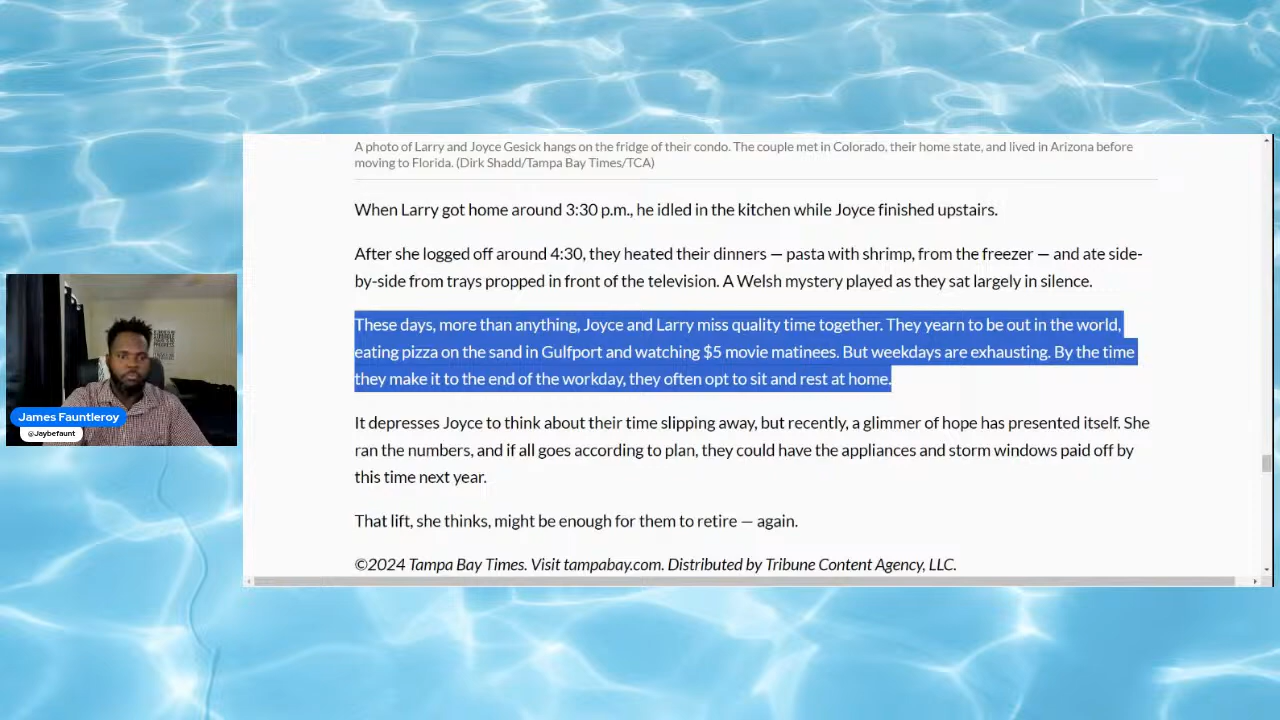 A photo of Larry and Joyce Gesick hangs on the fridge of their condo. The couple met in Colorado, their home state, and lived in Arizona before
moving to Florida. (Dirk Shadd/Tampa Bay Times/TCA)
When Larry got home around 3:30 p.m., he idled in the kitchen while Joyce finished upstairs.
After she logged off around 4:30, they heated their dinners — pasta with shrimp, from the freezer — and ate side-
by-side from trays propped in front of the television. A Welsh mystery played as they sat largely in silence.
These days, more than anything, Joyce and Larry miss quality time together. They yearn to be out in the world,
eating pizza on the sand in Gulfport and watching $5 movie matinees. But weekdays are exhausting. By the time
they make it to the end of the workday, they often opt to sit and rest at home.
It depresses Joyce to think about their time slipping away, but recently, a glimmer of hope has presented itself. She
ran the numbers, and if all goes according to plan, they could have the appliances and storm windows paid off by
this time next year.
That lift, she thinks, might be enough for them to retire — again.
©2024 Tampa Bay Times. Visit tampabay.com. Distributed by Tribune Content Agency, LLC.
James Fauntleroy
@Jaybefaunt